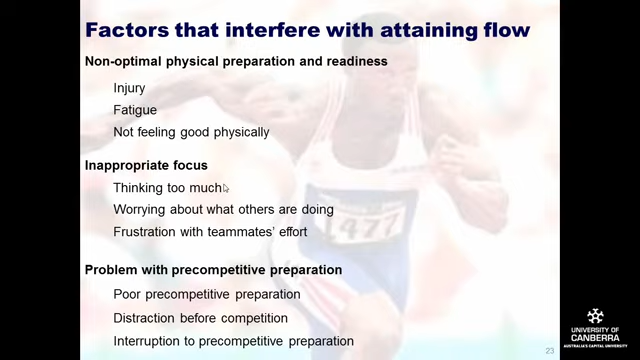 Factors that interfere with attaining flow
Non-optimal physical preparation and readiness
Injury
Fatigue
Not feeling good physically
Inappropriate focus
Thinking too much
Worrying about what others are doing
Frustration with teammates' effort
1477
Problem with precompetitive preparation
Poor precompetitive preparation
Distraction before competition
Interruption to precompetitive preparation
23
UNIVERSITY OF
CANBERRA
AUSTRALIA'S CAPITAL UNIVERSITY